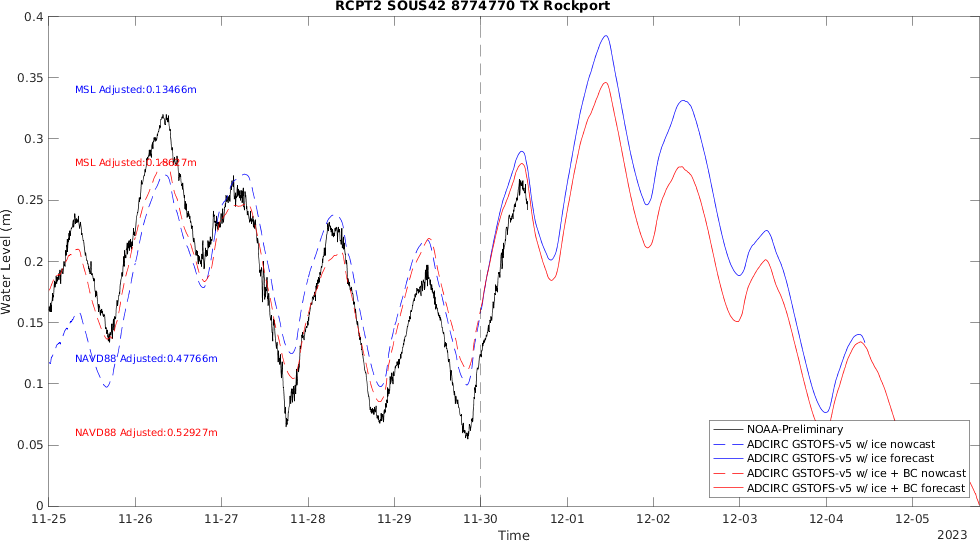 RCPT2 SOUS42 8774770 TX Rockport
0.4
0.35
0.3
0.25
0.2
0.15
0.1
0.05
0
Water Level (m)
MSL Adjusted:0.13466m
MSL Adjusted:0.18627m
NAVD88 Adjusted:0.47766m
NAVD88 Adjusted:0.52927m
NOAA-Preliminary
ADCIRC GSTOFS-v5 w/ ice nowcast
ADCIRC GSTOFS-v5 w/ ice forecast
ADCIRC GSTOFS-v5 w/ ice + BC nowcast
ADCIRC GSTOFS-v5 w/ ice + BC forecast
11-25 11-26 11-27 11-28 11-29 11-30 12-01 12-02 12-03 12-04 12-05
Time
2023